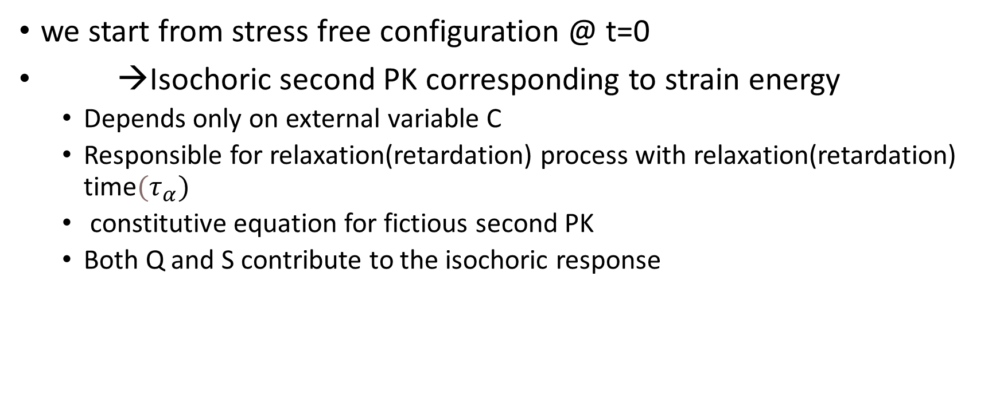 • we start from stress free configuration @ t=0
• →Isochoric second PK corresponding to strain energy
• Depends only on external variable C
• Responsible for relaxation(retardation) process with relaxation(retardation)
time(τ_α)
• constitutive equation for fictious second PK
• Both Q and S contribute to the isochoric response